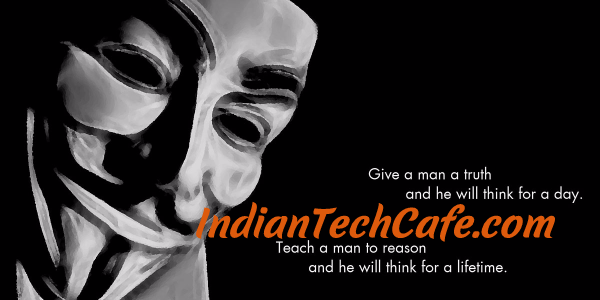 Give a man a truth
and he will think for a day.
IndianTechCafe.com
Teach a man to reason
and he will think for a lifetime.